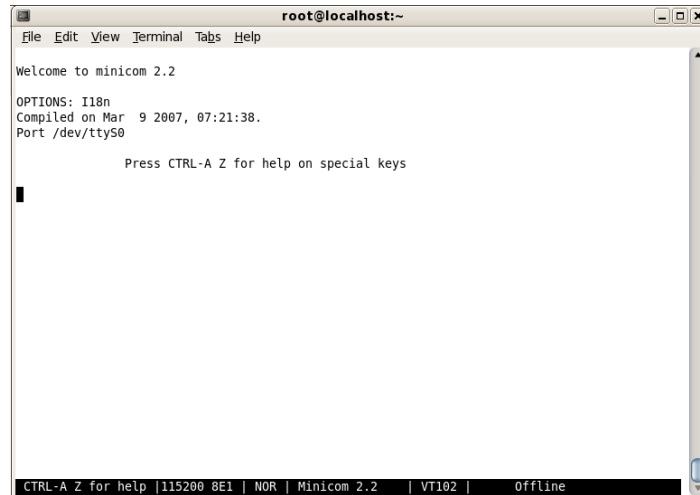 root@localhost:~
File Edit View Terminal Tabs Help
Welcome to minicom 2.2
OPTIONS: I18n
Compiled on Mar 9 2007, 07:21:38.
Port /dev/ttyS0
Press CTRL-A Z for help on special keys
CTRL-A Z for help |115200 8E1 | NOR | Minicom 2.2 | VT102 | Offline